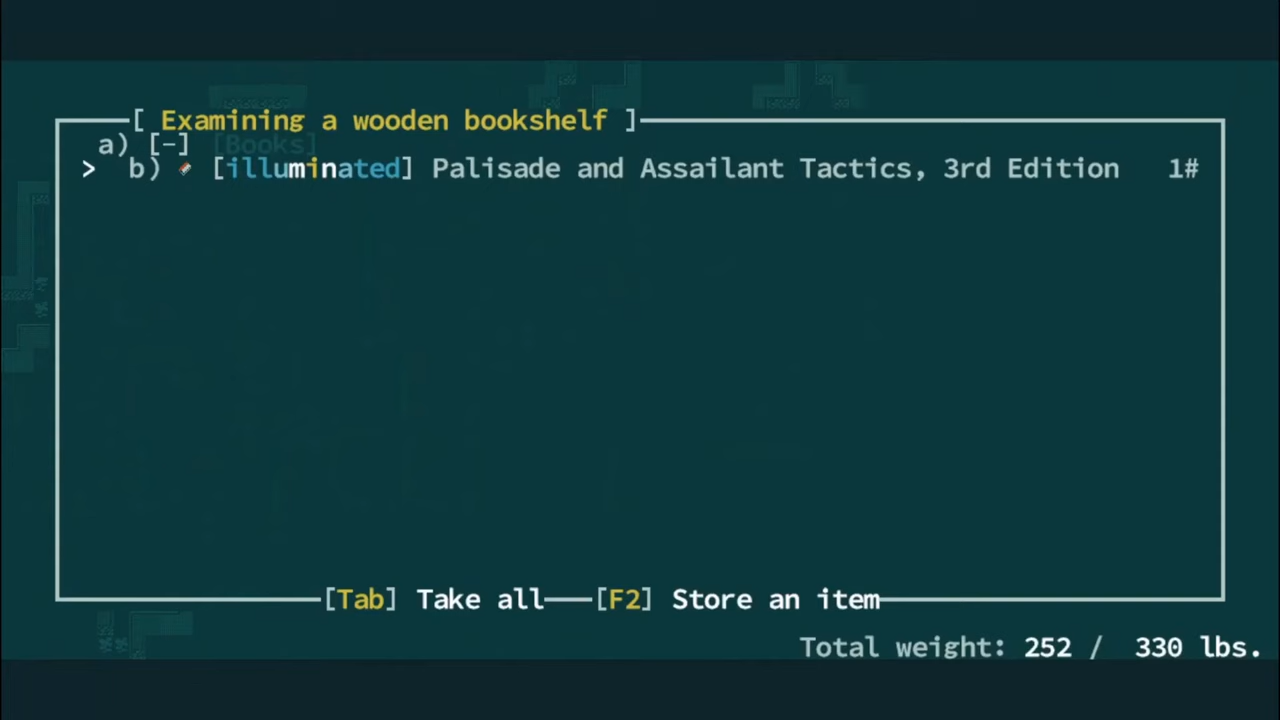 [ Examining a wooden bookshelf ]
a) [-] [Books]
> b) [illuminated] Palisade and Assailant Tactics, 3rd Edition 1#
[Tab] Take all [F2] Store an item
Total weight: 252 / 330 lbs.